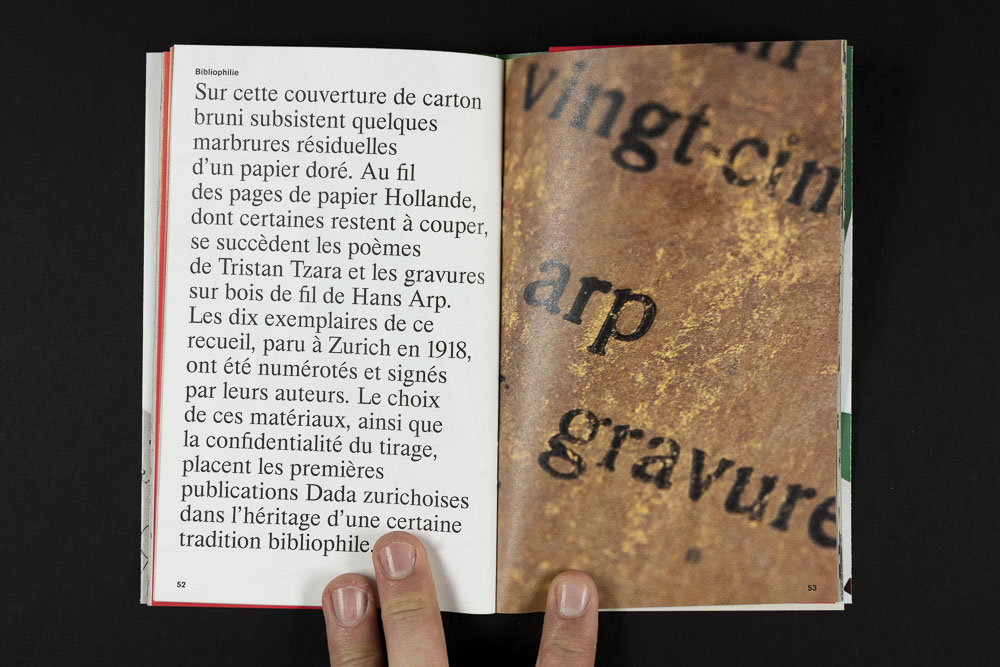 Bibliophilie
Sur cette couverture de carton
bruni subsistent quelques
marbrures résiduelles
d’un papier doré. Au fil
des pages de papier Hollande,
dont certaines restent à couper,
se succèdent les poèmes
de Tristan Tzara et les gravures
sur bois de fil de Hans Arp.
Les dix exemplaires de ce
recueil, paru à Zurich en 1918,
ont été numérotés et signés
par leurs auteurs. Le choix
de ces matériaux, ainsi que
la confidentialité du tirage,
placent les premières
publications Dada zurichoises
dans l’héritage d’une certaine
tradition bibliophile.
52
vingt-cin
arp
gravure
53